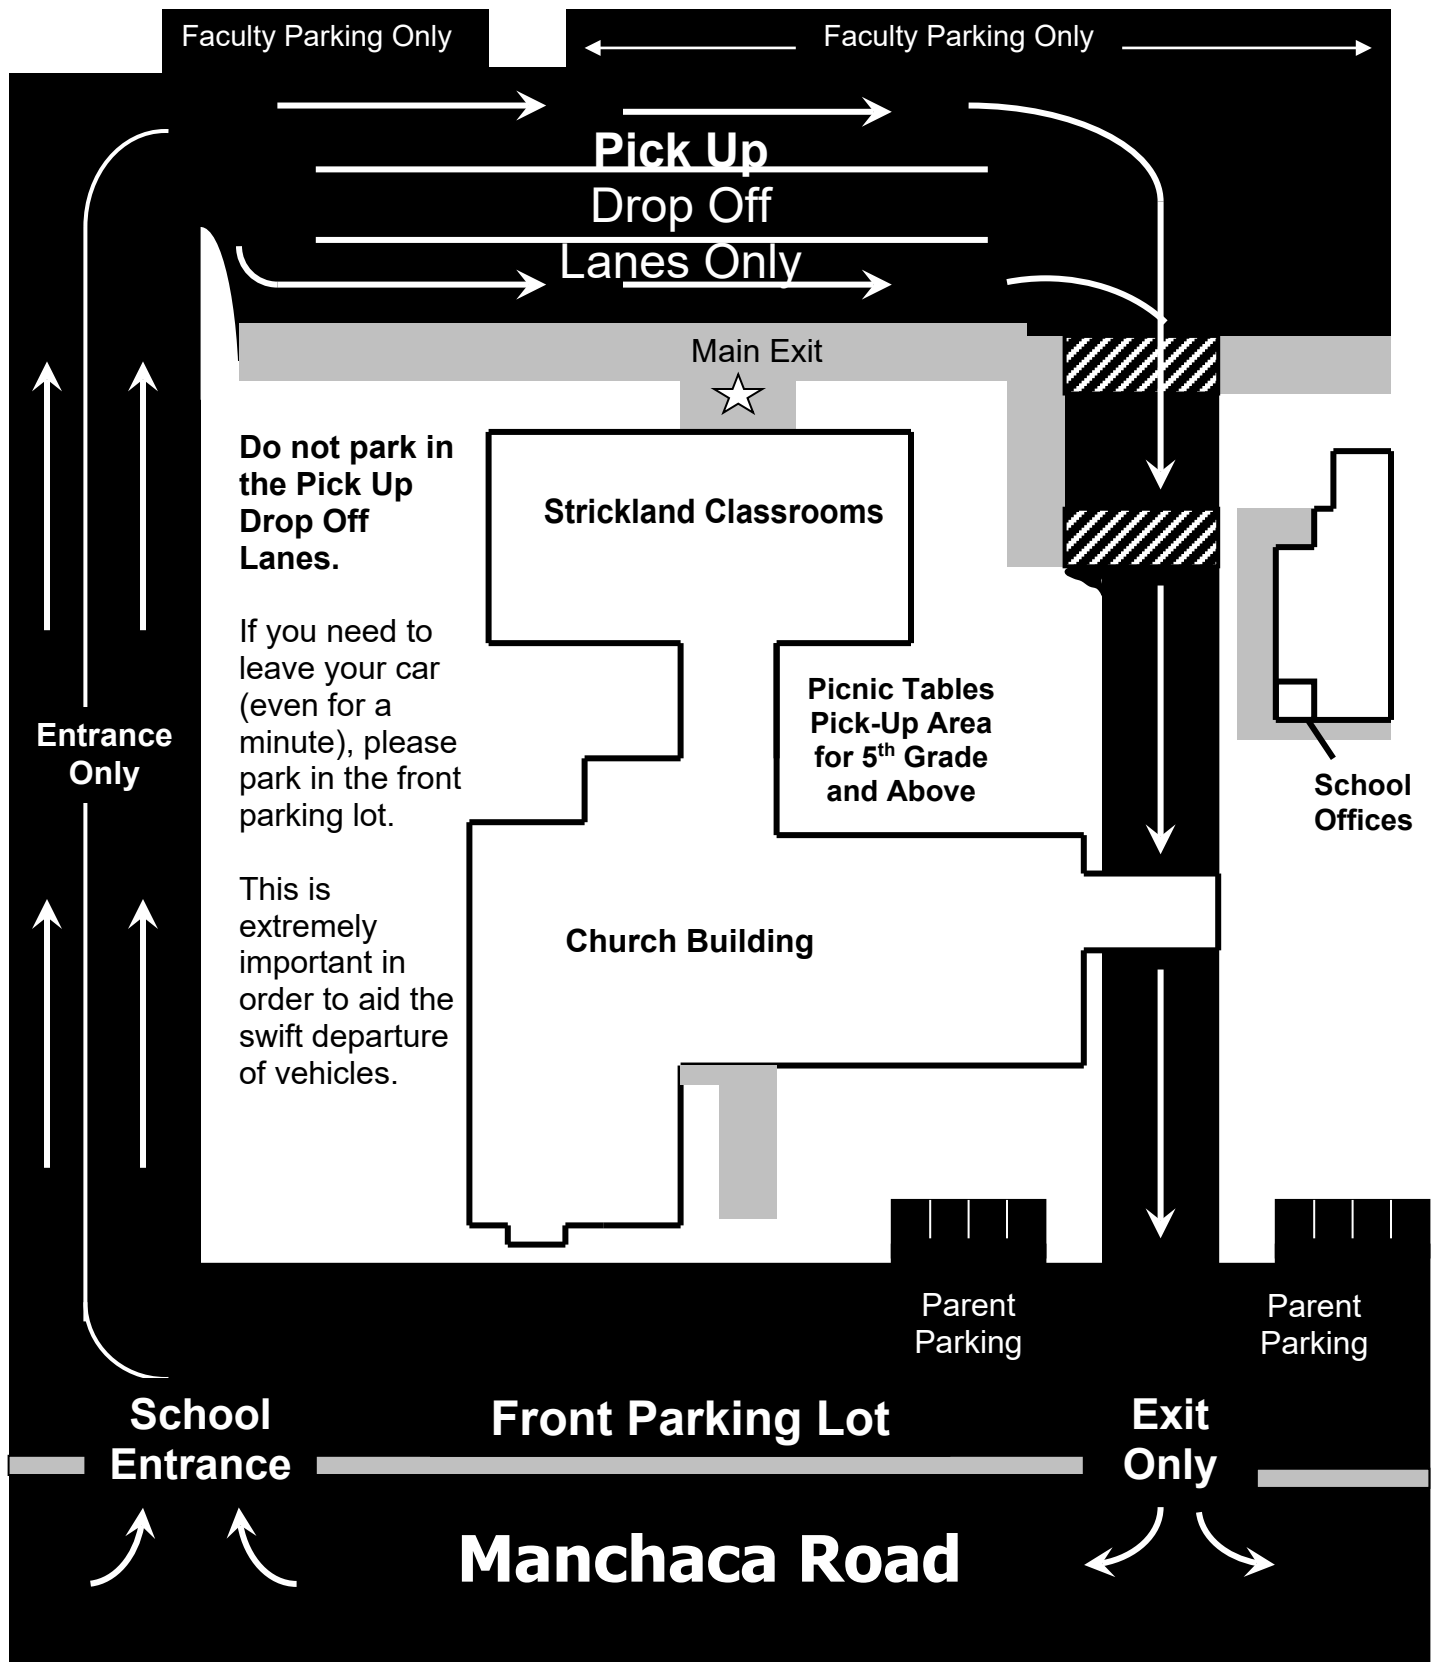 Faculty Parking Only
Faculty Parking Only
Pick Up
Drop Off
Lanes Only
Main Exit
Do not park in
the Pick Up
Drop Off
Lanes.
If you need to
leave your car
(even for a
minute), please
park in the front
parking lot.
This is
extremely
important in
order to aid the
swift departure
of vehicles.
Strickland Classrooms
Picnic Tables
Pick-Up Area
for 5th Grade
and Above
Entrance
Only
School
Offices
Church Building
Parent
Parking
Parent
Parking
School
Entrance
Front Parking Lot
Exit
Only
Manchaca Road